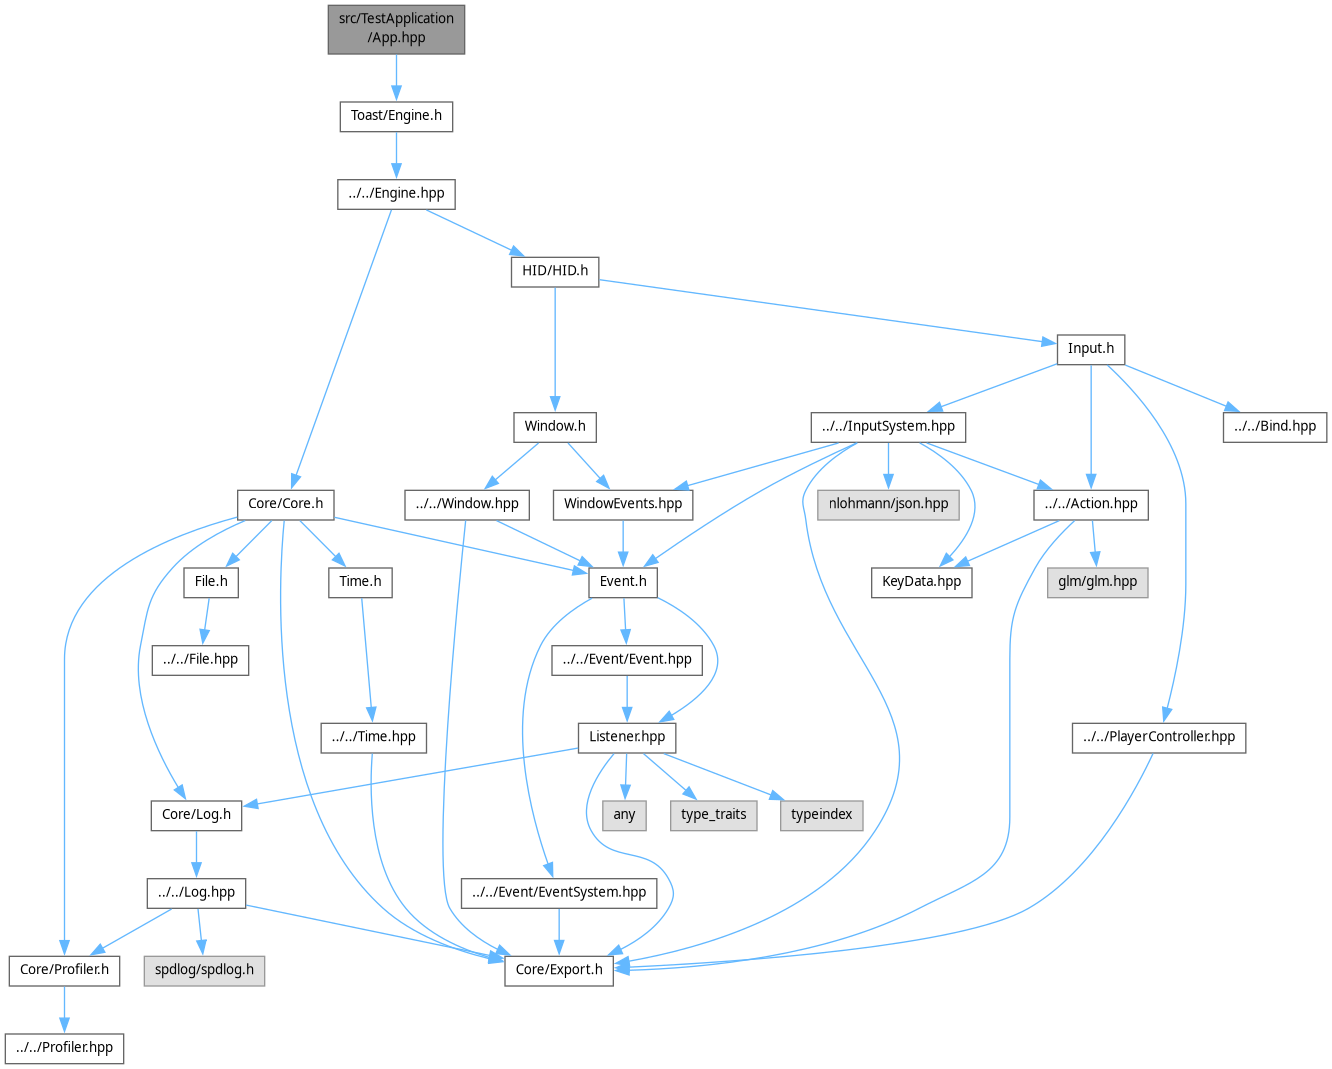 src/TestApplication
/App.hpp
Toast/Engine.h
../../Engine.hpp
HID/HID.h
Input.h
Window.h
../../InputSystem.hpp
../../Bind.hpp
Core/Core.h
../../Window.hpp
WindowEvents.hpp
nlohmann/json.hpp
../../Action.hpp
File.h
Time.h
Event.h
KeyData.hpp
glm/glm.hpp
../../File.hpp
../../Event/Event.hpp
../../Time.hpp
Listener.hpp
../../PlayerController.hpp
Core/Log.h
any
type_traits
typeindex
../../Log.hpp
../../Event/EventSystem.hpp
Core/Profiler.h
spdlog/spdlog.h
Core/Export.h
../../Profiler.hpp